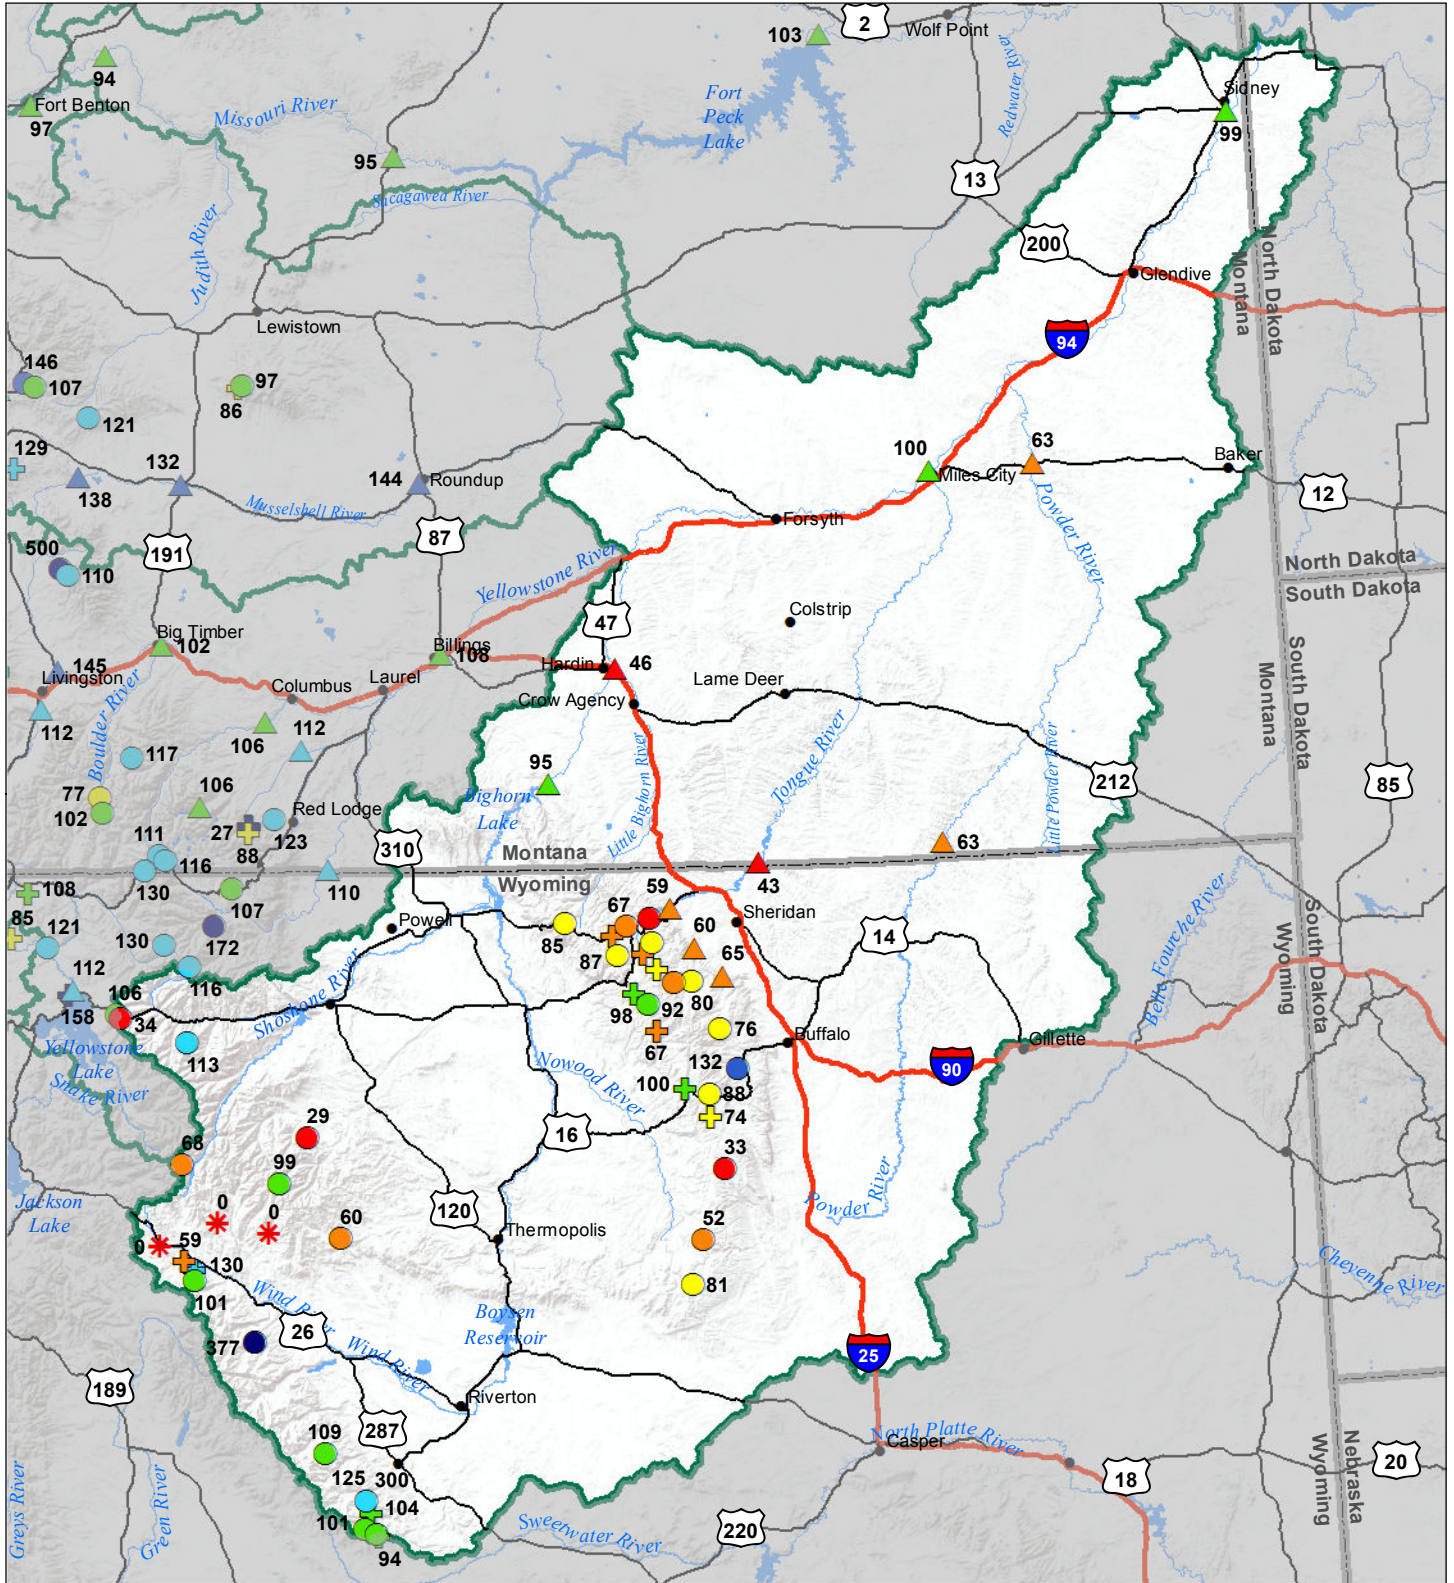 2
Wolf Point
103
94
Fort Benton
97
Missouri River
Fort
Peck
Lake
Redwater River
Sidney
99
95
Sacagawea River
13
Judith River
200
North Dakota
Montana
Glendive
Lewistown
94
146
107
97
86
121
129
132
138
144
Roundup
Musselshell River
100
Miles City
63
Baker
12
Powder River
87
191
Forsyth
500
110
Yellowstone River
North Dakota
South Dakota
47
Colstrip
Big Timber
102
Billings
108
Hardin
46
145
Livingston
Columbus
Laurel
Lame Deer
Crow Agency
South Dakota
Montana
112
Boulder River
106
112
117
Little Bighorn River
Tongue River
Little Powder River
212
85
95
Bighorn
Lake
77
102
106
27
88
123
Red Lodge
111
116
130
310
Montana
Wyoming
63
43
110
108
85
107
121
130
172
Powell
85
67
59
60
Sheridan
14
Belle Fourche River
South Dakota
Wyoming
87
65
112
116
158
106
34
Shoshone River
98
92
80
76
67
Buffalo
Gillette
90
Yellowstone
Lake
113
Snake River
Nowood River
132
100
88
74
16
29
33
68
99
Powder River
Jackson
Lake
0
0
60
120
Thermopolis
52
0
59
130
101
81
Cheyenne River
Wind River
26
Boysen
Reservoir
377
Wind River
25
189
Riverton
287
109
North Platte River
Casper
Nebraska
Wyoming
20
18
125
300
104
101
94
Sweetwater River
220
Greys River
Green River